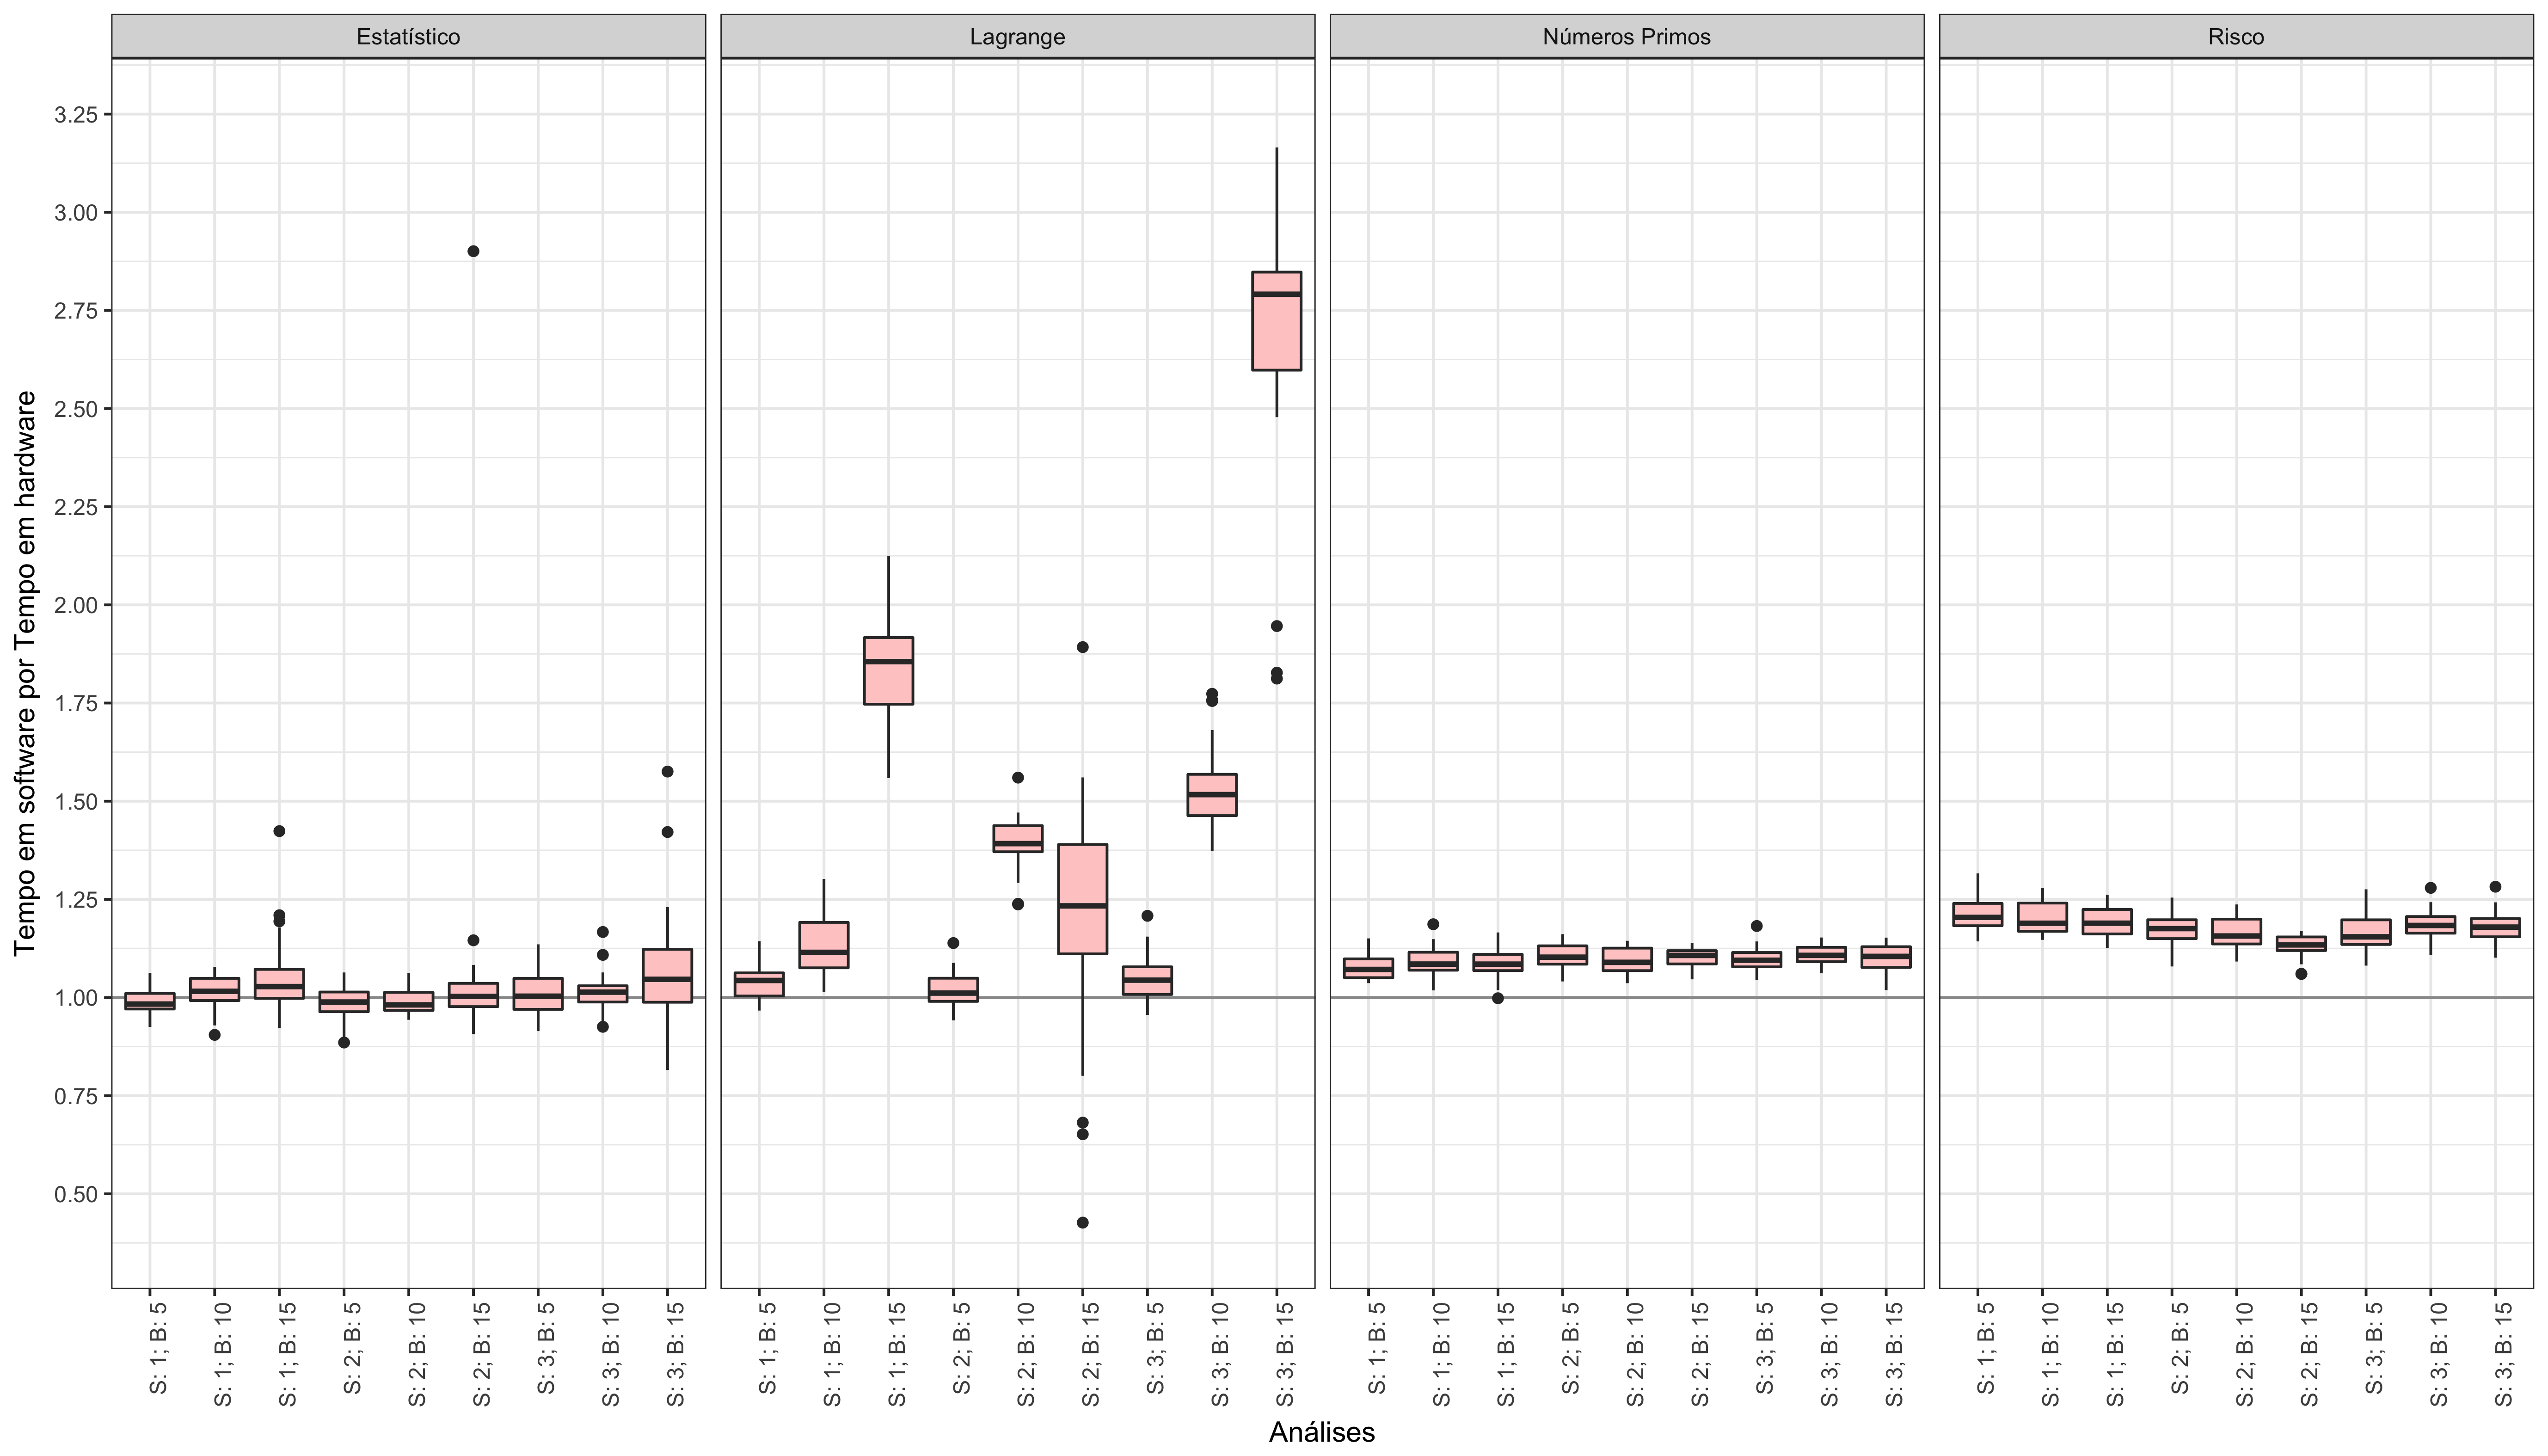 Estatístico
Lagrange
Números Primos
Risco
Tempo em software por Tempo em hardware
3.25
3.00
2.75
2.50
2.25
2.00
1.75
1.50
1.25
1.00
0.75
0.50
S: 1; B: 5
S: 1; B: 10
S: 1; B: 15
S: 2; B: 5
S: 2; B: 10
S: 2; B: 15
S: 3; B: 5
S: 3; B: 10
S: 3; B: 15
S: 1; B: 5
S: 1; B: 10
S: 1; B: 15
S: 2; B: 5
S: 2; B: 10
S: 2; B: 15
S: 3; B: 5
S: 3; B: 10
S: 3; B: 15
S: 1; B: 5
S: 1; B: 10
S: 1; B: 15
S: 2; B: 5
S: 2; B: 10
S: 2; B: 15
S: 3; B: 5
S: 3; B: 10
S: 3; B: 15
S: 1; B: 5
S: 1; B: 10
S: 1; B: 15
S: 2; B: 5
S: 2; B: 10
S: 2; B: 15
S: 3; B: 5
S: 3; B: 10
S: 3; B: 15
Análises